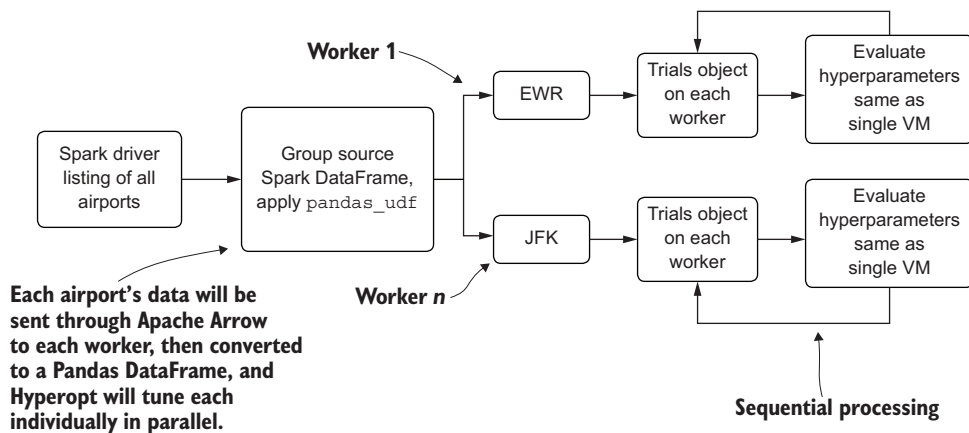 Worker 1
Spark driver
listing of all
airports
Group source
Spark DataFrame,
apply pandas_udf
EWR
Trials object
on each
worker
Evaluate
hyperparameters
same as
single VM
JFK
Trials object
on each
worker
Evaluate
hyperparameters
same as
single VM
Worker n
Each airport’s data will be
sent through Apache Arrow
to each worker, then converted
to a Pandas DataFrame, and
Hyperopt will tune each
individually in parallel.
Sequential processing